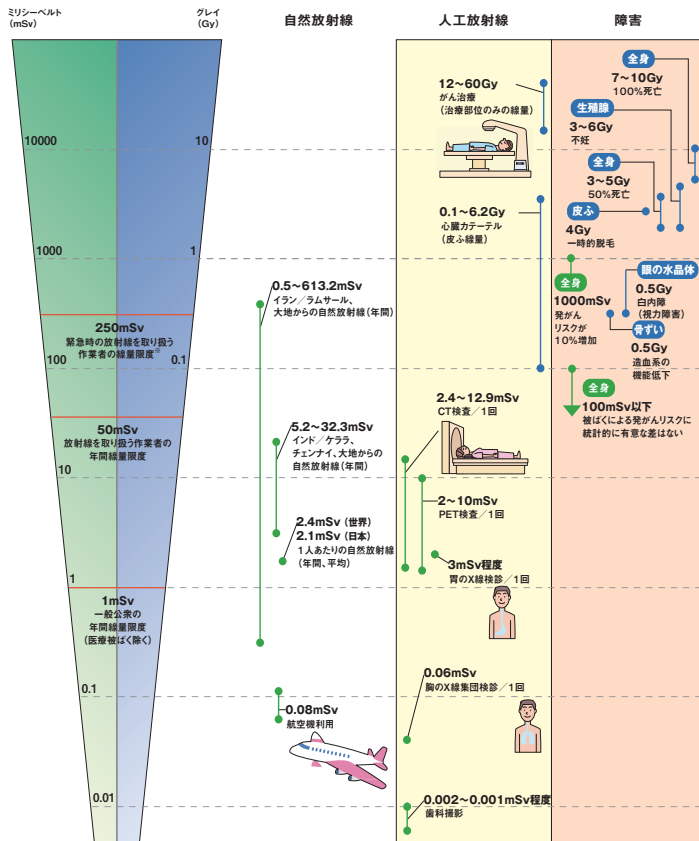 ミリシーベルト
(mSv)
グレイ
(Gy)
自然放射線
人工放射線
障害
10000
10
1000
1
250mSv
緊急時の放射線を取り扱う
作業者の線量限度※
100
0.1
50mSv
放射線を取り扱う作業者の
年間線量限度
10
1
1mSv
一般公衆の
年間線量限度
(医療被ばく除く)
0.1
0.01
0.5〜613.2mSv
イラン/ラムサール、
大地からの自然放射線(年間)
5.2〜32.3mSv
インド/ケララ、
チェンナイ、大地からの
自然放射線(年間)
2.4mSv(世界)
2.1mSv(日本)
1人あたりの自然放射線
(年間、平均)
0.08mSv
航空機利用
12〜60Gy
がん治療
(治療部位のみの線量)
0.1〜6.2Gy
心臓カテーテル
(皮ふ線量)
2.4〜12.9mSv
CT検査/1回
2〜10mSv
PET検査/1回
3mSv程度
胃のX線検診/1回
0.06mSv
胸のX線集団検診/1回
0.002〜0.001mSv程度
歯科撮影
全身
7〜10Gy
100%死亡
生殖腺
3〜6Gy
不妊
全身
3〜5Gy
50%死亡
皮ふ
4Gy
一時的脱毛
眼の水晶体
0.5Gy
白内障
(視力障害)
全身
1000mSv
発がん
リスクが
10%増加
骨ずい
0.5Gy
造血系の
機能低下
全身
100mSv以下
被ばくによる発がんリスクに
統計的に有意な差はない